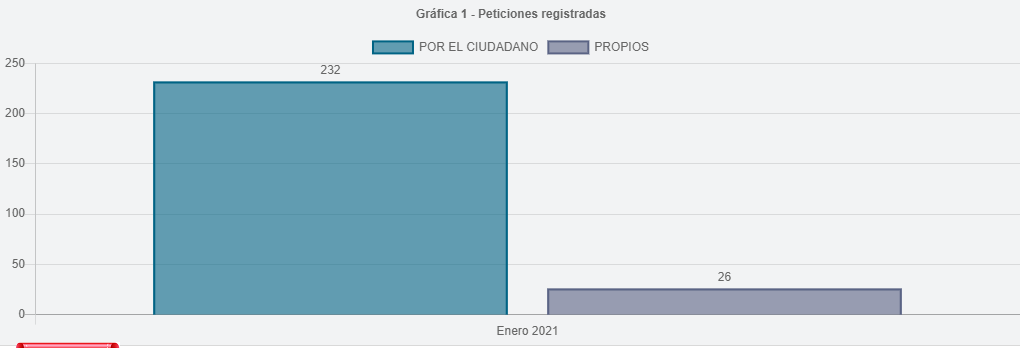 Gráfica 1 - Peticiones registradas
POR EL CIUDADANO PROPIOS
250
232
200
150
100
50
26
0
Enero 2021